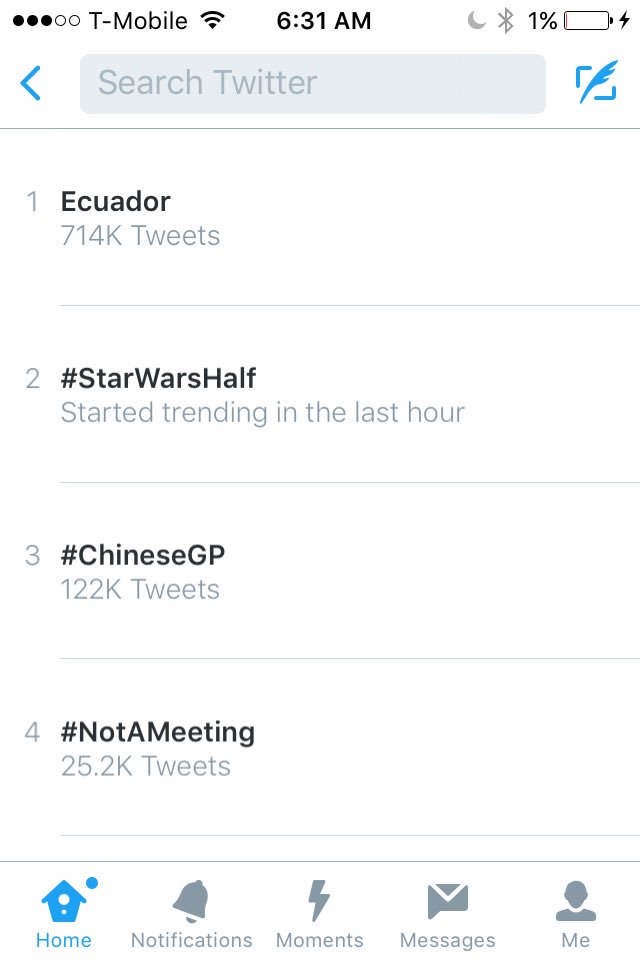 T-Mobile 6:31 AM 1%
Search Twitter
1 Ecuador
714K Tweets
2 #StarWarsHalf
Started trending in the last hour
3 #ChineseGP
122K Tweets
4 #NotAMeeting
25.2K Tweets
Home Notifications Moments Messages Me